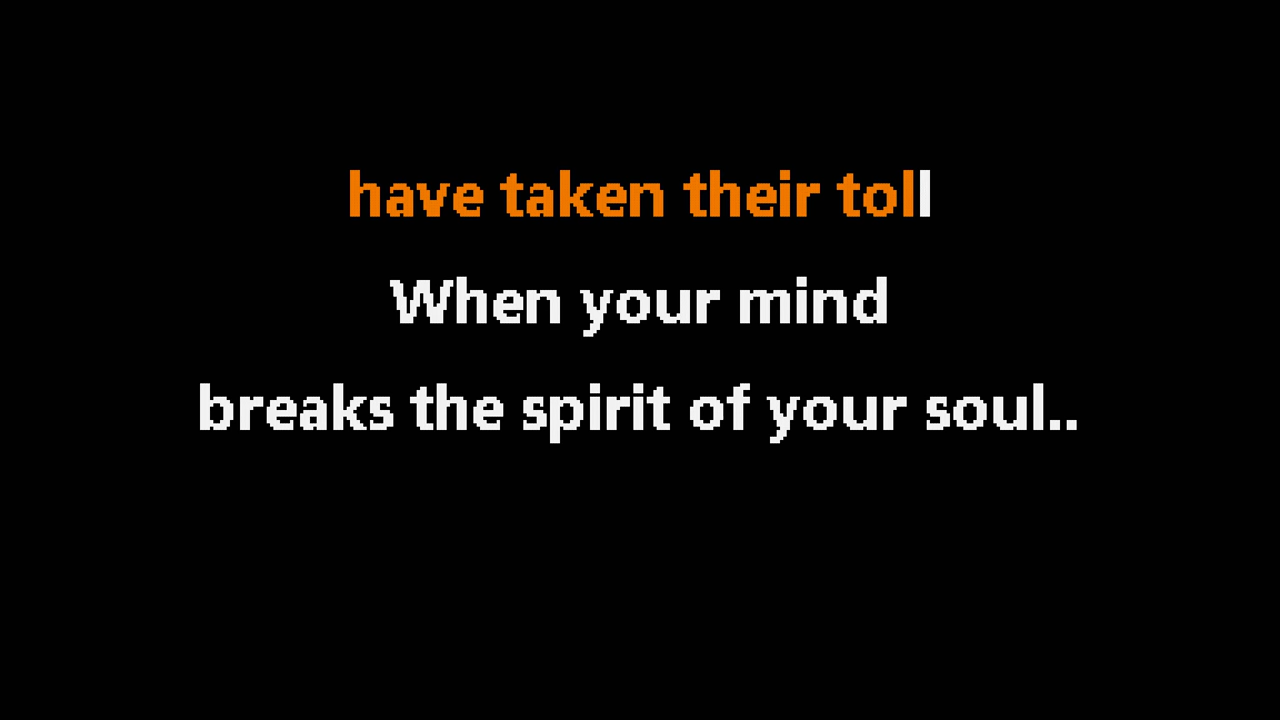 have taken their toll
When your mind
breaks the spirit of your soul..